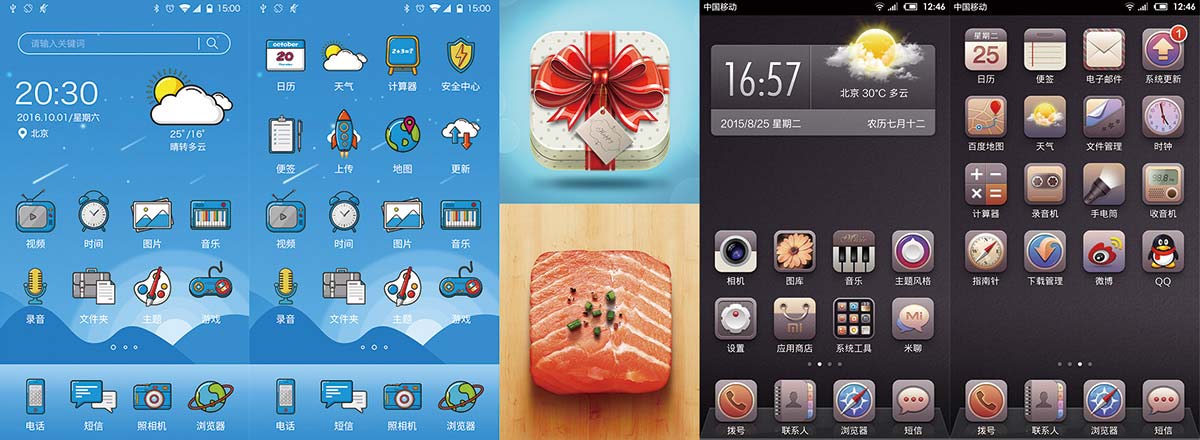 15:00
请输入关键词
20:30
2016.10.01/星期六
北京
25°/16°
晴转多云
视频 时间 图片 音乐
录音 文件夹 主题 游戏
电话 短信 照相机 浏览器
15:00
october
20
Thursday
2+3=?
日历 天气 计算器 安全中心
便签 上传 地图 更新
视频 时间 图片 音乐
录音 文件夹 主题 游戏
电话 短信 照相机 浏览器
Happy
中国移动 12:46
16:57
北京 30°C 多云
2015/8/25 星期二 农历七月十二
相机 图库 音乐 主题风格
设置 应用商店 系统工具 米聊
拨号 联系人 浏览器 短信
中国移动 12:46
星期二
25
1
日历 便签 电子邮件 系统更新
百度地图 天气 文件管理 时钟
98.8
计算器 录音机 手电筒 收音机
指南针 下载管理 微博 QQ
拨号 联系人 浏览器 短信